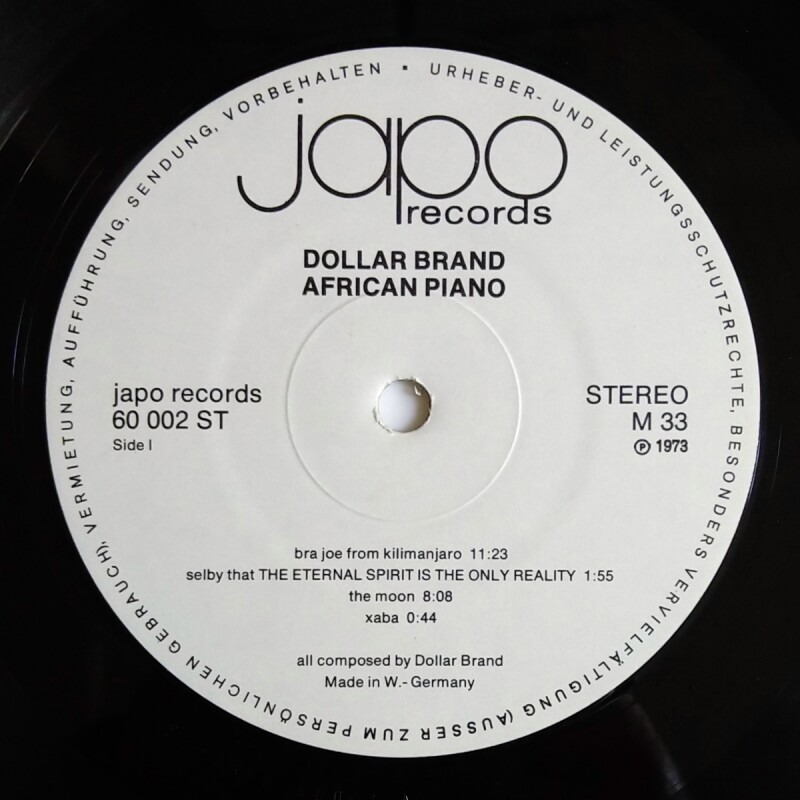 URHEBER- UND LEISTUNGSSCHUTZRECHTE, BESONDERS VERVIELFÄLTIGUNG (AUSSER ZUM PERSÖNLICHEN GEBRAUCH), VERMIETUNG, AUFFÜHRUNG, SENDUNG, VORBEHALTEN •
japo
records
DOLLAR BRAND
AFRICAN PIANO
japo records
60 002 ST
Side I
STEREO
M 33
℗ 1973
bra joe from kilimanjaro 11:23
selby that THE ETERNAL SPIRIT IS THE ONLY REALITY 1:55
the moon 8:08
xaba 0:44
all composed by Dollar Brand
Made in W.- Germany